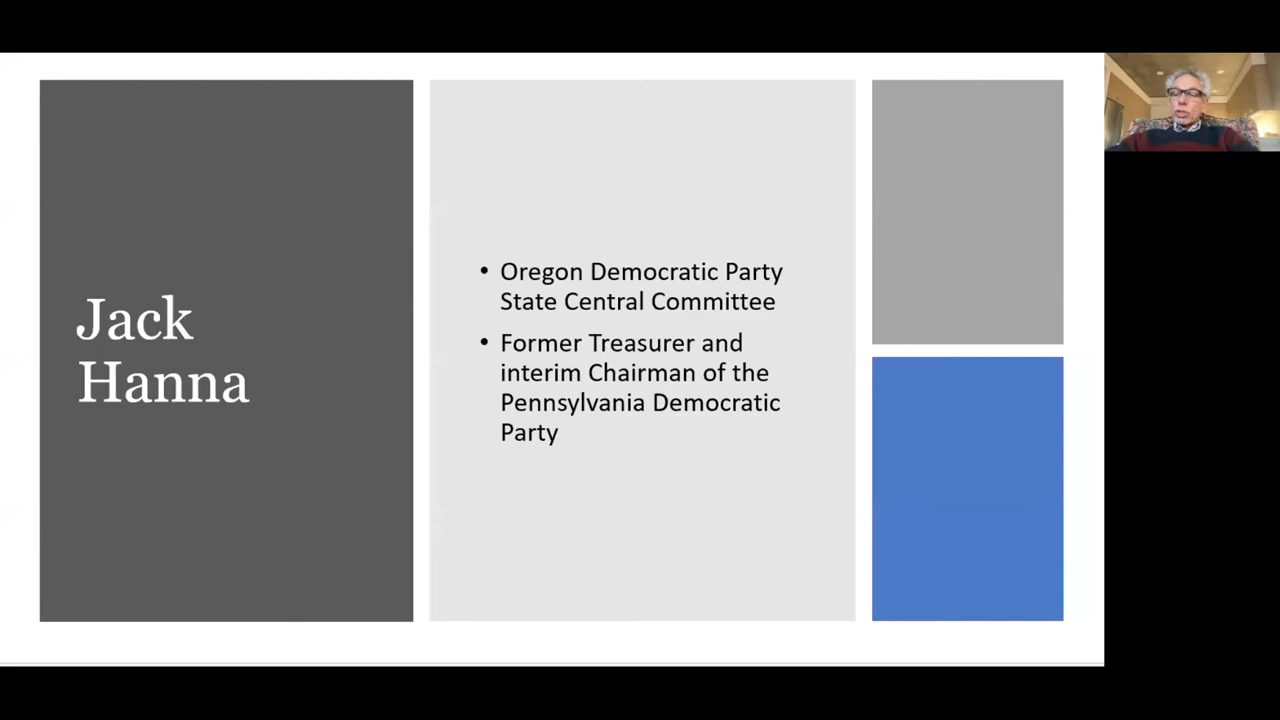 Jack
Hanna
• Oregon Democratic Party
State Central Committee
• Former Treasurer and
interim Chairman of the
Pennsylvania Democratic
Party